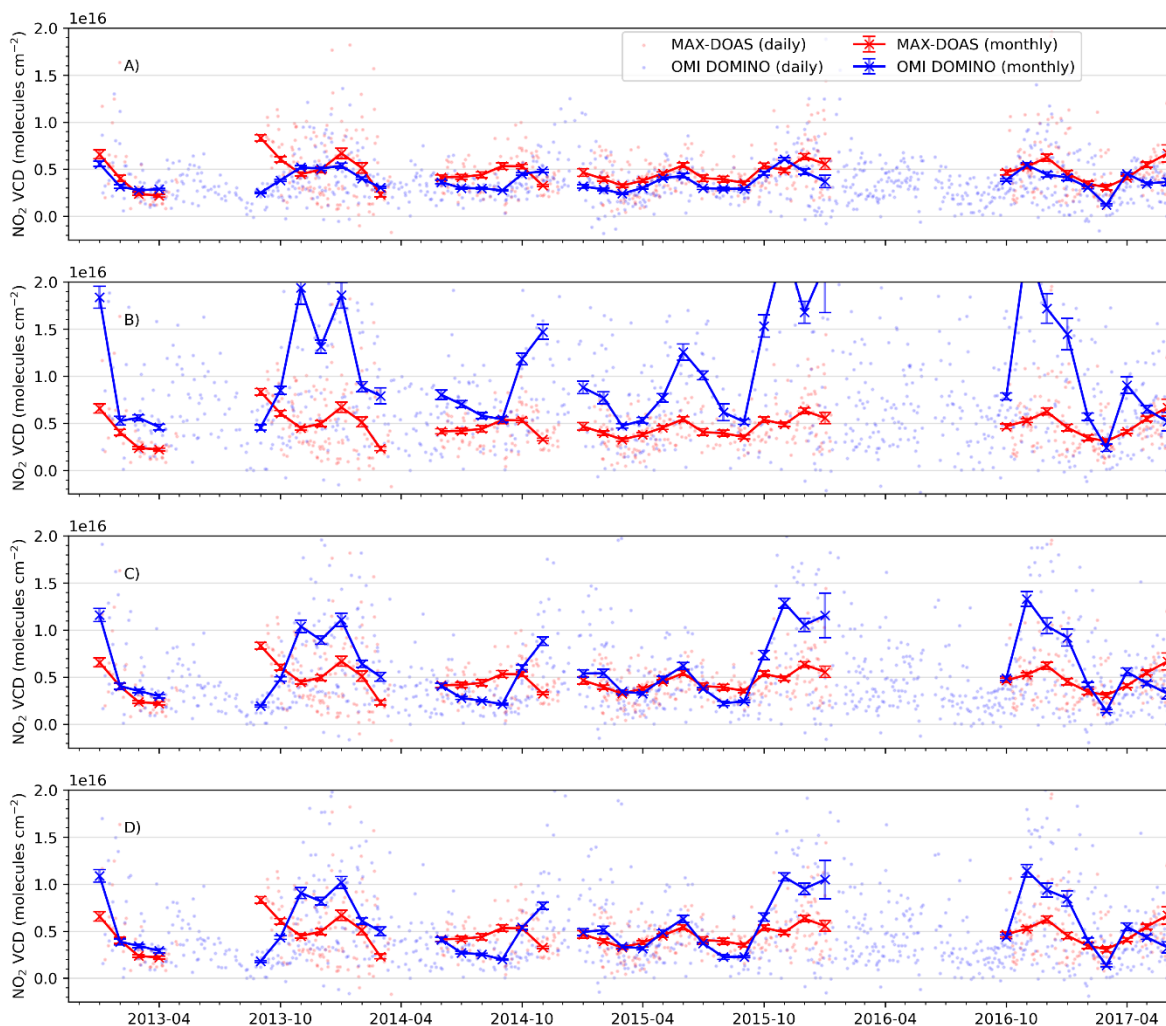 1e16
2.0
1.5
1.0
0.5
0.0
NO₂ VCD (molecules cm⁻²)
A)
MAX-DOAS (daily)
OMI DOMINO (daily)
MAX-DOAS (monthly)
OMI DOMINO (monthly)
1e16
2.0
1.5
1.0
0.5
0.0
NO₂ VCD (molecules cm⁻²)
B)
1e16
2.0
1.5
1.0
0.5
0.0
NO₂ VCD (molecules cm⁻²)
C)
1e16
2.0
1.5
1.0
0.5
0.0
NO₂ VCD (molecules cm⁻²)
D)
2013-04
2013-10
2014-04
2014-10
2015-04
2015-10
2016-04
2016-10
2017-04